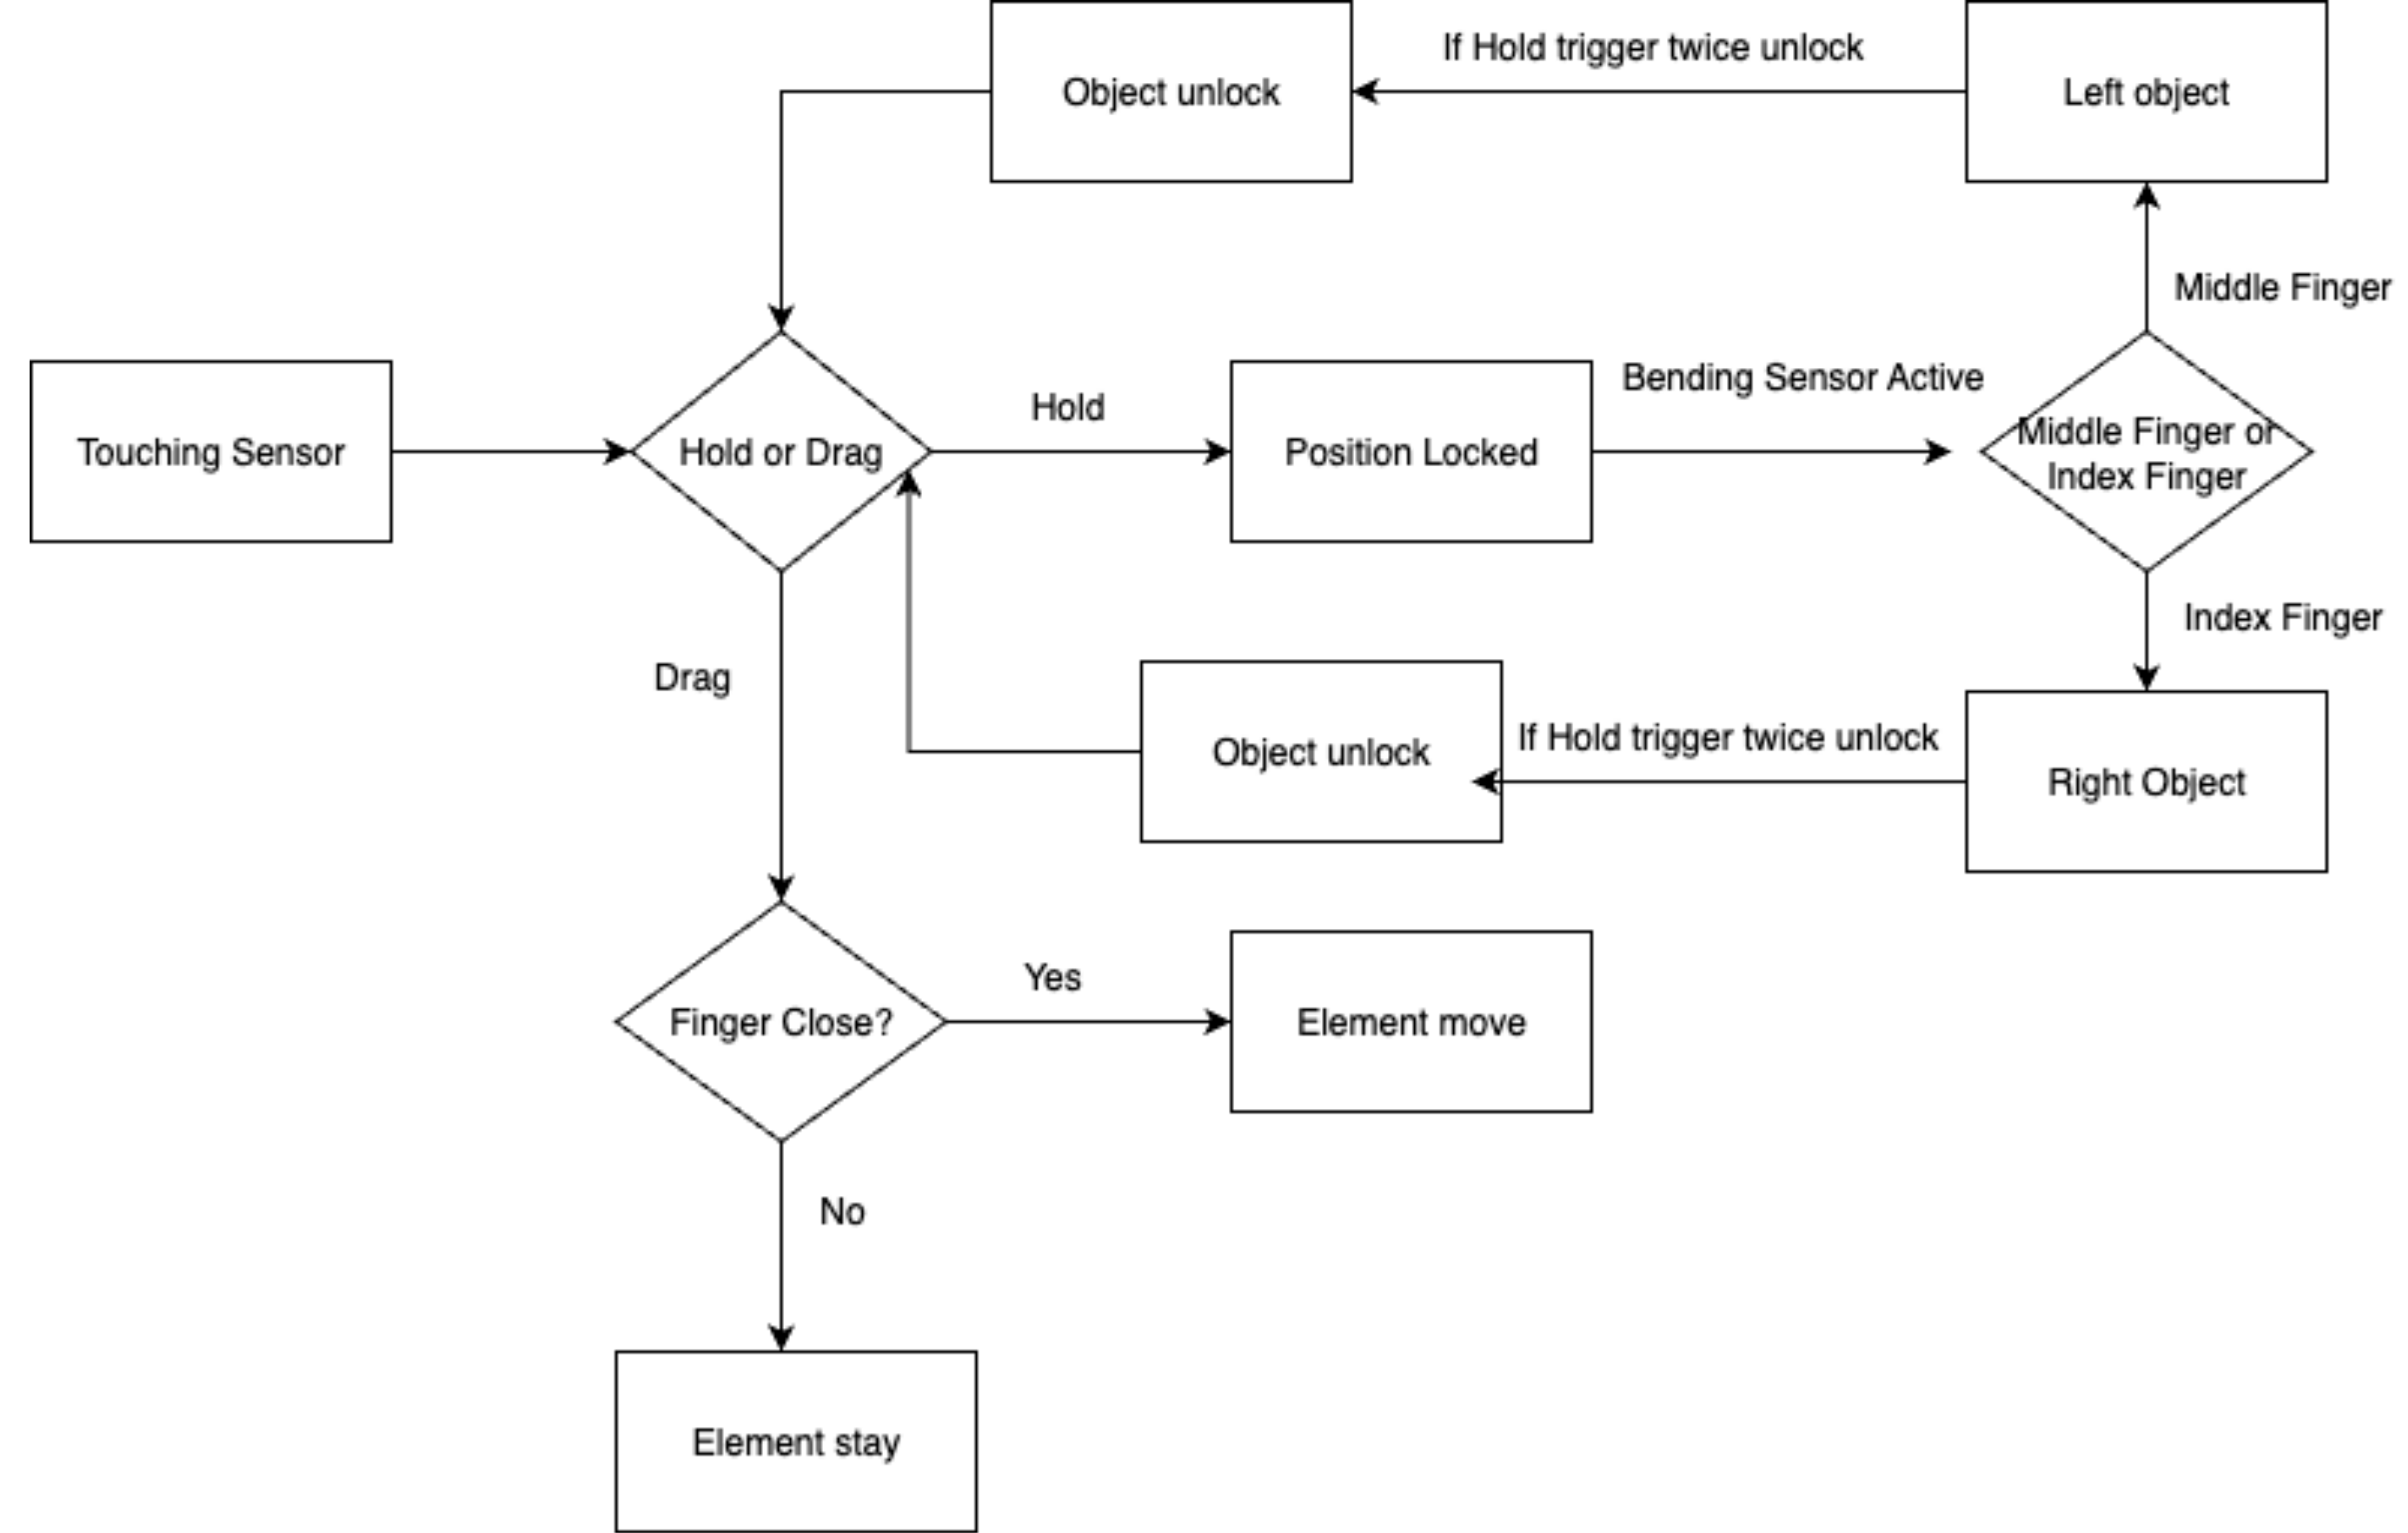 If Hold trigger twice unlock
Object unlock
Left object
Middle Finger
Touching Sensor
Hold or Drag
Hold
Position Locked
Bending Sensor Active
Middle Finger or
Index Finger
Index Finger
Drag
Object unlock
If Hold trigger twice unlock
Right Object
Finger Close?
Yes
Element move
No
Element stay